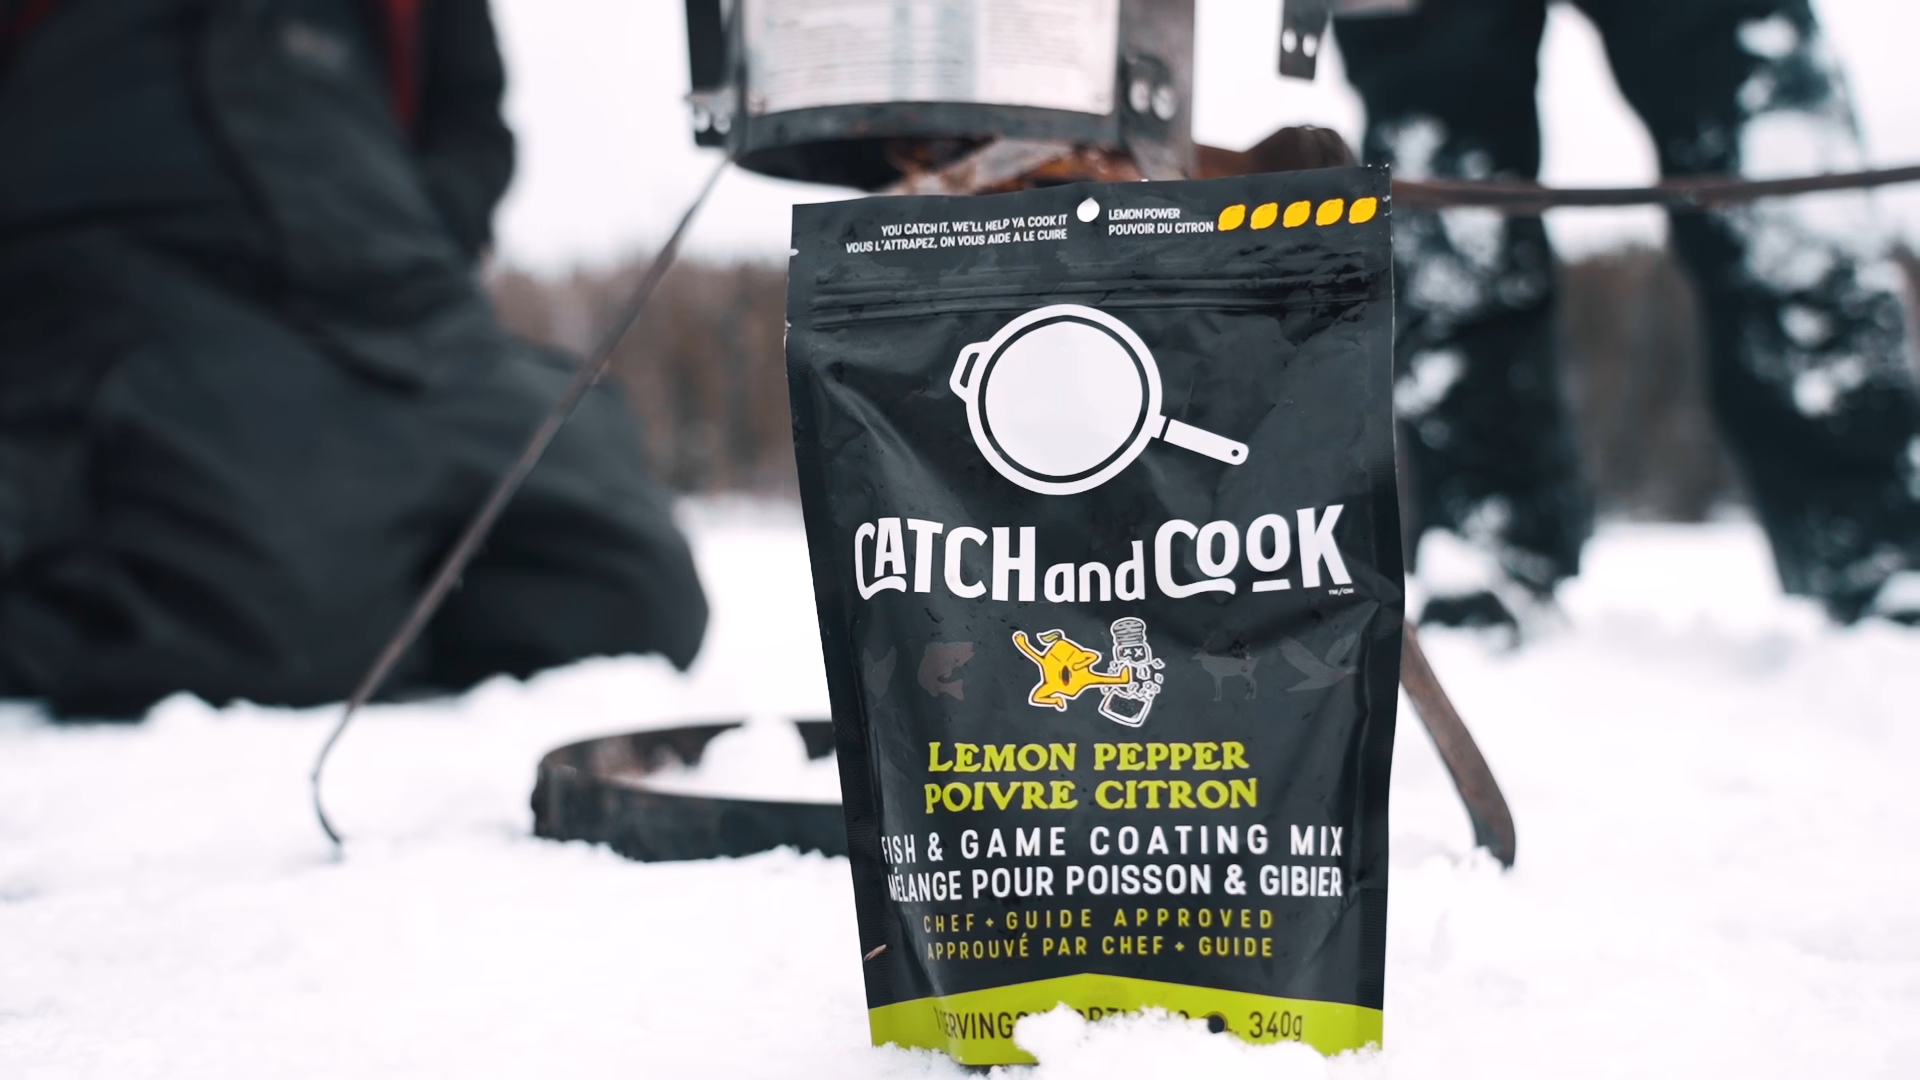 YOU CATCH IT, WE'LL HELP YA COOK IT
VOUS L'ATTRAPEZ, ON VOUS AIDE A LE CUIRE
LEMON POWER
POUVOIR DU CITRON
CATCH and COOK
TM/CM
LEMON PEPPER
POIVRE CITRON
FISH & GAME COATING MIX
MÉLANGE POUR POISSON & GIBIER
CHEF + GUIDE APPROVED
APPROUVÉ PAR CHEF + GUIDE
340g